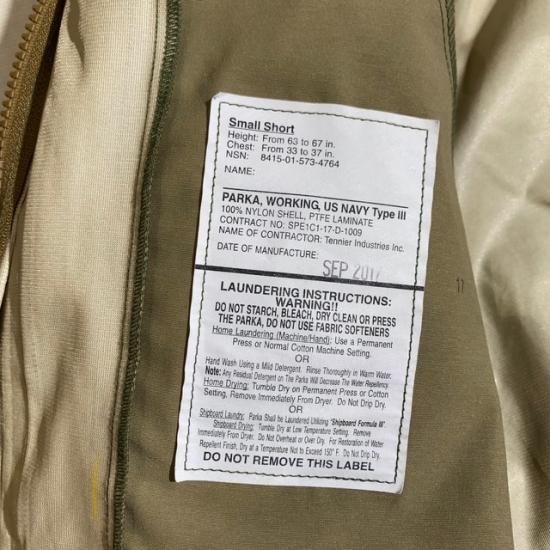 Small Short
Height: From 63 to 67 in.
Chest: From 33 to 37 in.
NSN: 8415-01-573-4764
NAME:
PARKA, WORKING, US NAVY Type III
100% NYLON SHELL, PTFE LAMINATE
CONTRACT NO: SPE1C1-17-D-1009
NAME OF CONTRACTOR: Tennier Industries Inc.
DATE OF MANUFACTURE:
SEP 2017
LAUNDERING INSTRUCTIONS:
WARNING!!
DO NOT STARCH, BLEACH, DRY CLEAN OR PRESS
THE PARKA, DO NOT USE FABRIC SOFTENERS
Home Laundering (Machine/Hand): Use a Permanent
Press or Normal Cotton Machine Setting.
OR
Hand Wash Using a Mild Detergent. Rinse Thoroughly in Warm Water.
Note: Any Residual Detergent on The Parka Will Decrease The Water Repellency.
Home Drying: Tumble Dry on Permanent Press or Cotton
Setting, Remove Immediately From Dryer. Do Not Drip Dry.
OR
Shipboard Laundry: Parka Shall be Laundered Utilizing "Shipboard Formula III".
Shipboard Drying: Tumble Dry at Low Temperature Setting. Remove
Immediately From Dryer. Do Not Overheat or Over Dry. For Restoration of Water
Repellent Finish, Dry at a Temperature Not to Exceed 150° F. Do Not Drip Dry.
DO NOT REMOVE THIS LABEL
17